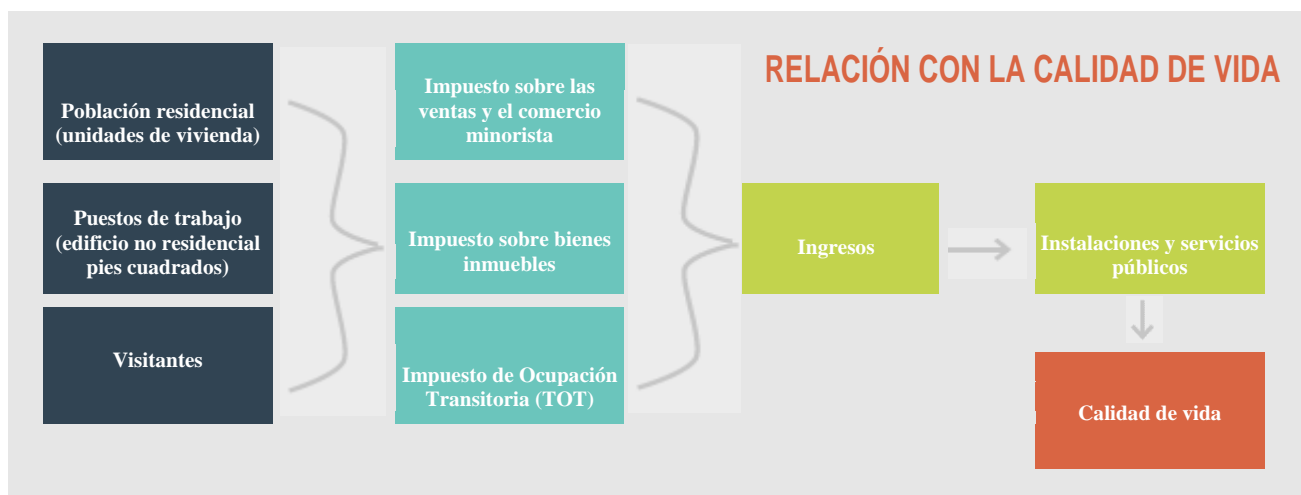 RELACIÓN CON LA CALIDAD DE VIDA
Población residencial
(unidades de vivienda)
Puestos de trabajo
(edificio no residencial
pies cuadrados)
Visitantes
Impuesto sobre las
ventas y el comercio
minorista
Impuesto sobre bienes
inmuebles
Impuesto de Ocupación
Transitoria (TOT)
Ingresos
Instalaciones y servicios
públicos
Calidad de vida